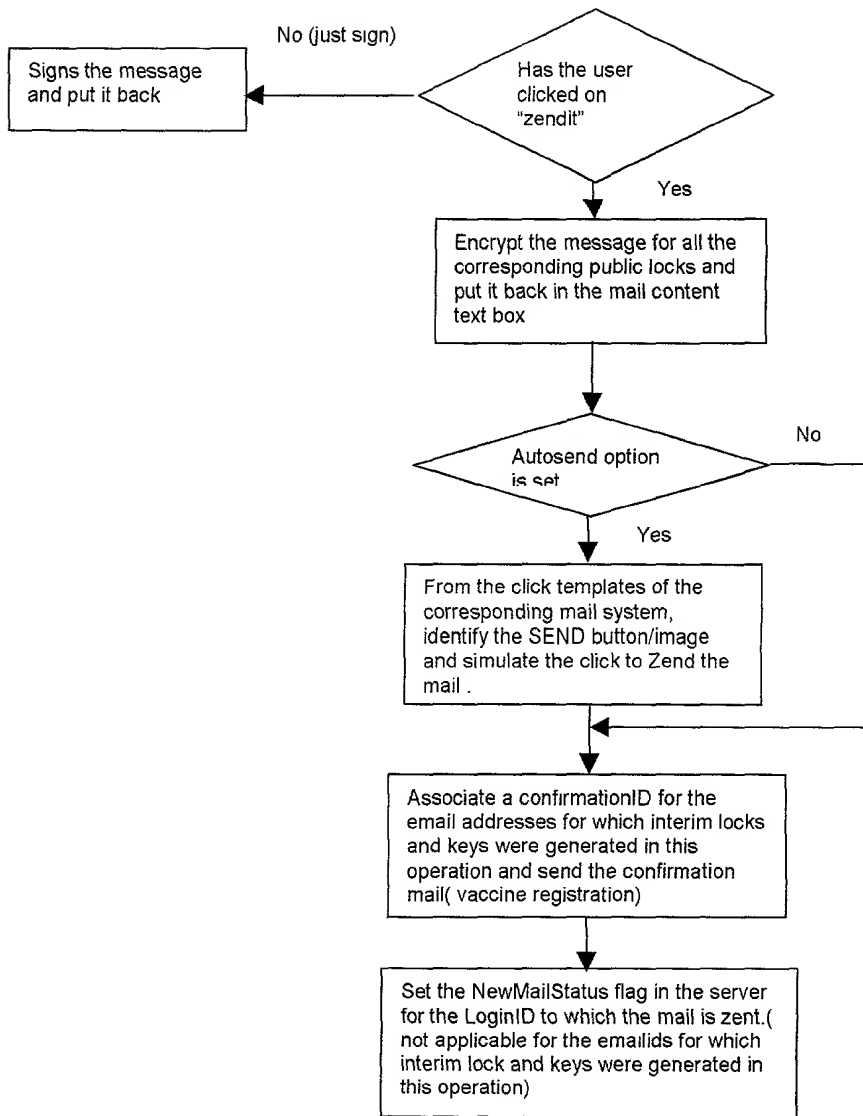 No (just sign)
Signs the message
and put it back
Has the user
clicked on
“zendit”
Yes
Encrypt the message for all the
corresponding public locks and
put it back in the mail content
text box
No
Autosend option
is set
Yes
From the click templates of the
corresponding mail system,
identify the SEND button/image
and simulate the click to Zend the
mail .
Associate a confirmationID for the
email addresses for which interim locks
and keys were generated in this
operation and send the confirmation
mail( vaccine registration)
Set the NewMailStatus flag in the server
for the LoginID to which the mail is zent.(
not applicable for the emailids for which
interim lock and keys were generated in
this operation)